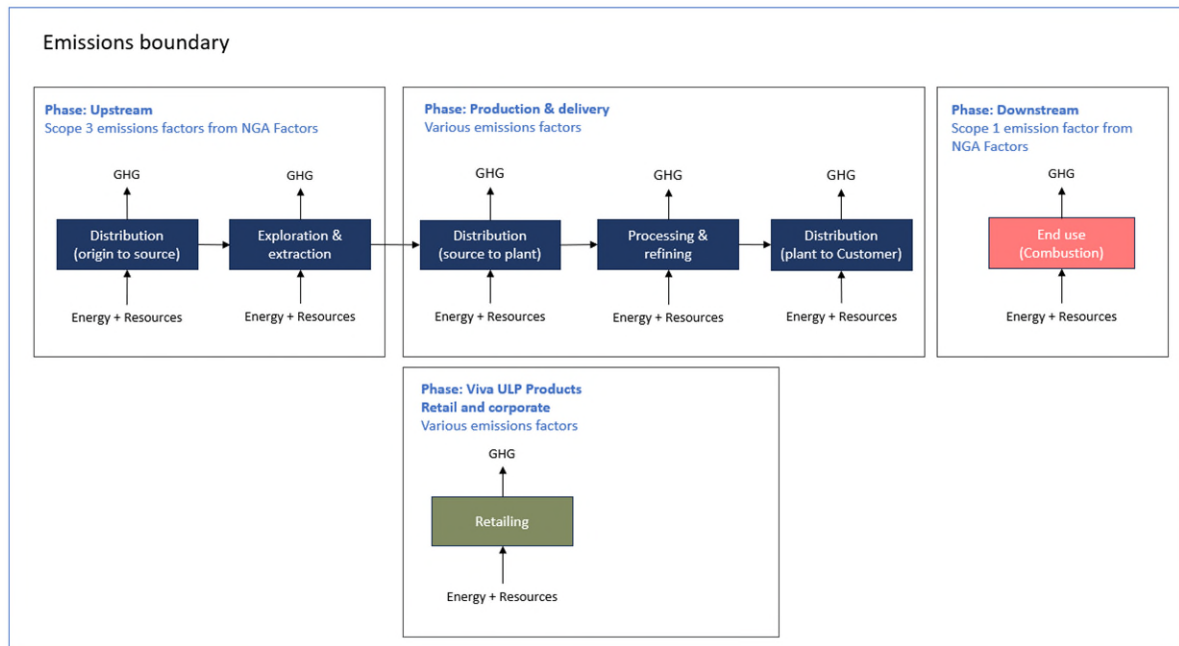 Emissions boundary
Phase: Upstream
Scope 3 emissions factors from NGA Factors
GHG
GHG
Distribution
(origin to source)
Exploration &
extraction
Energy + Resources
Energy + Resources
Phase: Production & delivery
Various emissions factors
GHG
GHG
GHG
Distribution
(source to plant)
Processing &
refining
Distribution
(plant to Customer)
Energy + Resources
Energy + Resources
Energy + Resources
Phase: Downstream
Scope 1 emission factor from
NGA Factors
GHG
End use
(Combustion)
Energy + Resources
Phase: Viva ULP Products
Retail and corporate
Various emissions factors
GHG
Retailing
Energy + Resources